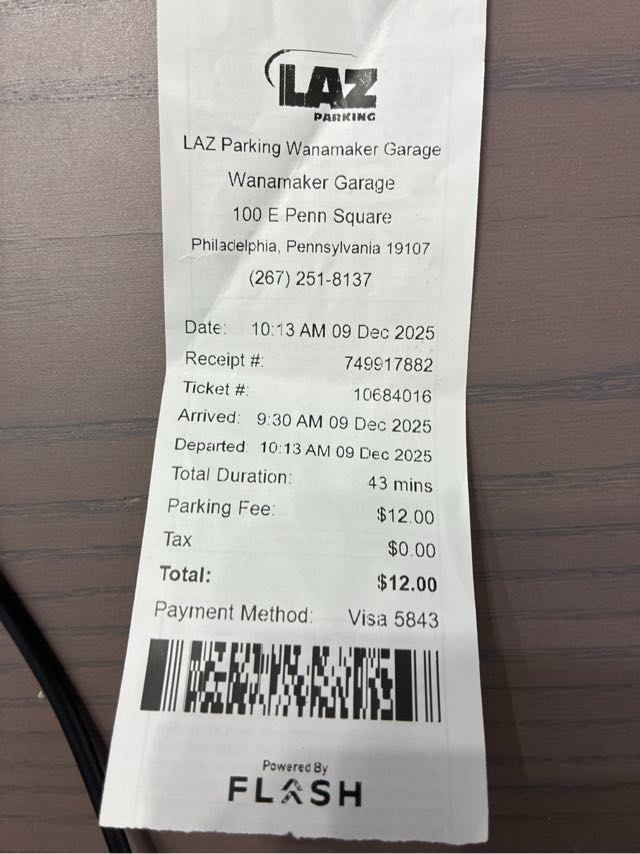 LAZ
PARKING
LAZ Parking Wanamaker Garage
Wanamaker Garage
100 E Penn Square
Philadelphia, Pennsylvania 19107
(267) 251-8137
Date: 10:13 AM 09 Dec 2025
Receipt #: 749917882
Ticket #: 10684016
Arrived: 9:30 AM 09 Dec 2025
Departed: 10:13 AM 09 Dec 2025
Total Duration: 43 mins
Parking Fee: $12.00
Tax $0.00
Total: $12.00
Payment Method: Visa 5843
Powered By
FLASH